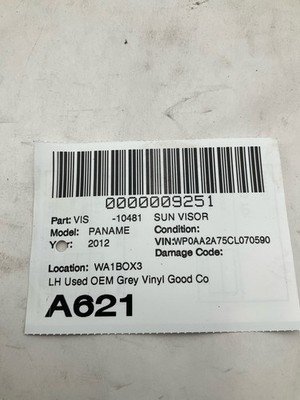 0000009251
Part: VIS -10481 SUN VISOR
Model: PANAME Condition:
Year: 2012 VIN:WP0AA2A75CL070590
Damage Code:
Location: WA1BOX3
LH Used OEM Grey Vinyl Good Co
A621